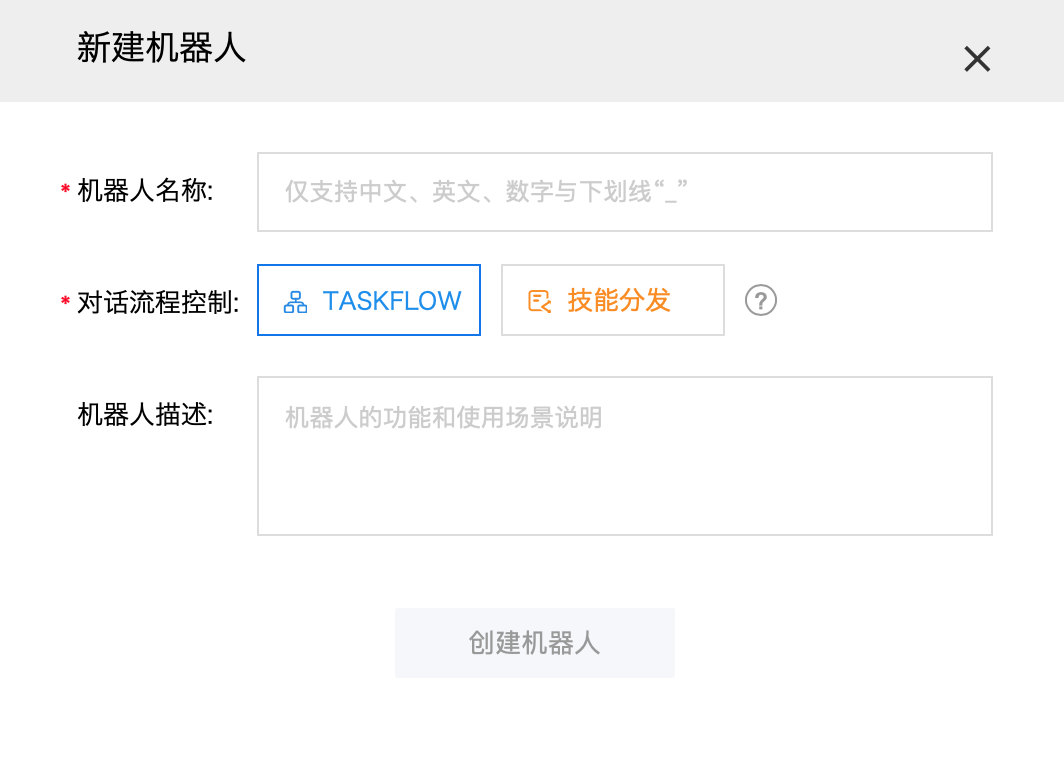 新建机器人
* 机器人名称: 仅支持中文、英文、数字与下划线“_”
* 对话流程控制: TASKFLOW 技能分发 ?
机器人描述: 机器人的功能和使用场景说明
创建机器人